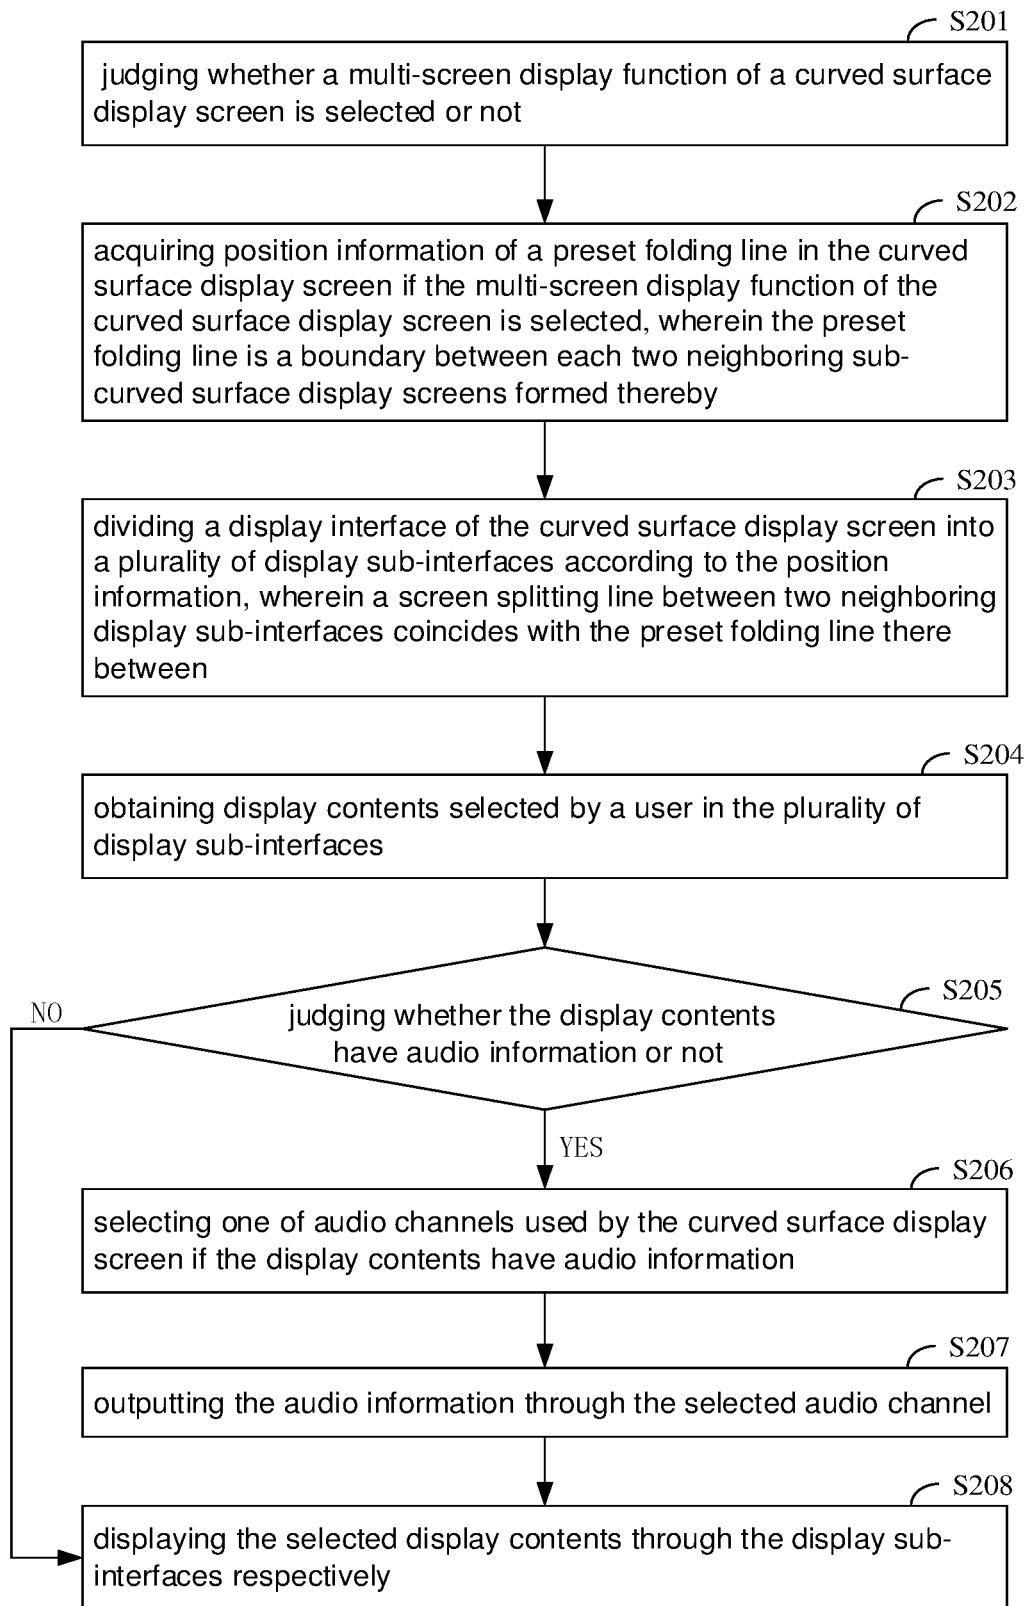 S201
judging whether a multi-screen display function of a curved surface
display screen is selected or not
S202
acquiring position information of a preset folding line in the curved
surface display screen if the multi-screen display function of the
curved surface display screen is selected, wherein the preset
folding line is a boundary between each two neighboring sub-
curved surface display screens formed thereby
S203
dividing a display interface of the curved surface display screen into
a plurality of display sub-interfaces according to the position
information, wherein a screen splitting line between two neighboring
display sub-interfaces coincides with the preset folding line there
between
S204
obtaining display contents selected by a user in the plurality of
display sub-interfaces
S205
NO
judging whether the display contents
have audio information or not
YES
S206
selecting one of audio channels used by the curved surface display
screen if the display contents have audio information
S207
outputting the audio information through the selected audio channel
S208
displaying the selected display contents through the display sub-
interfaces respectively